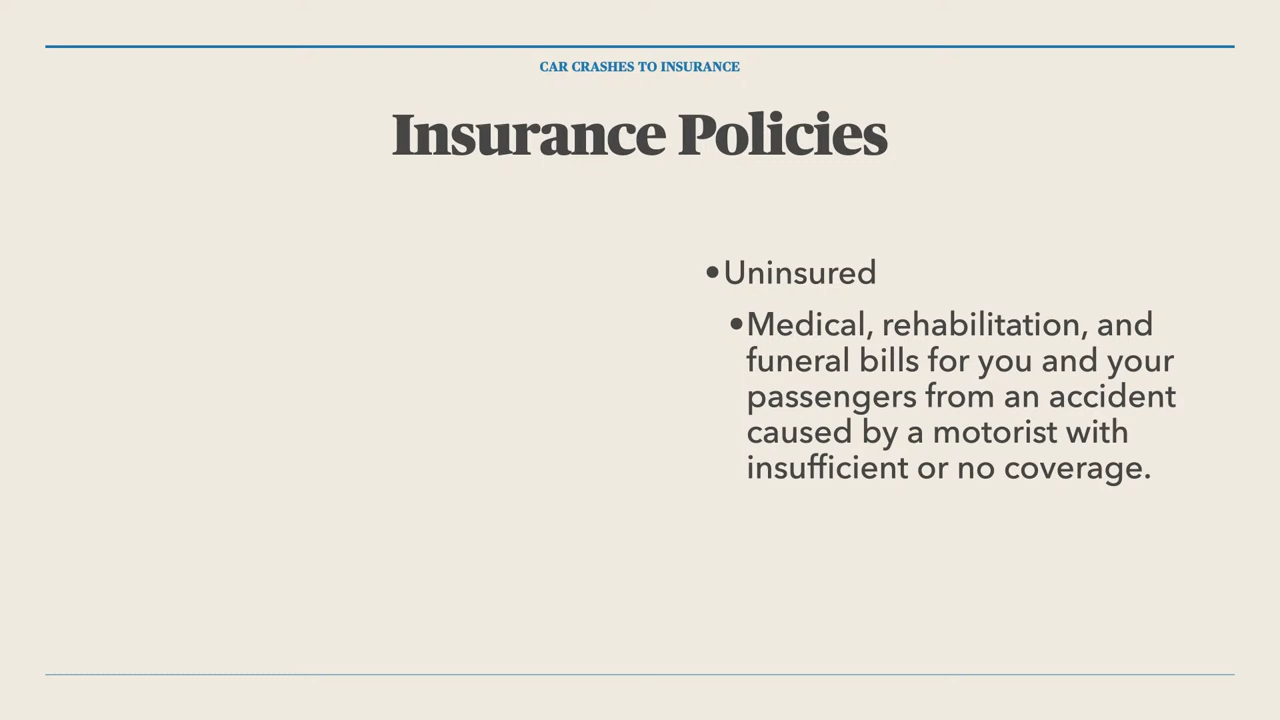 CAR CRASHES TO INSURANCE
Insurance Policies
•Uninsured
•Medical, rehabilitation, and
funeral bills for you and your
passengers from an accident
caused by a motorist with
insufficient or no coverage.